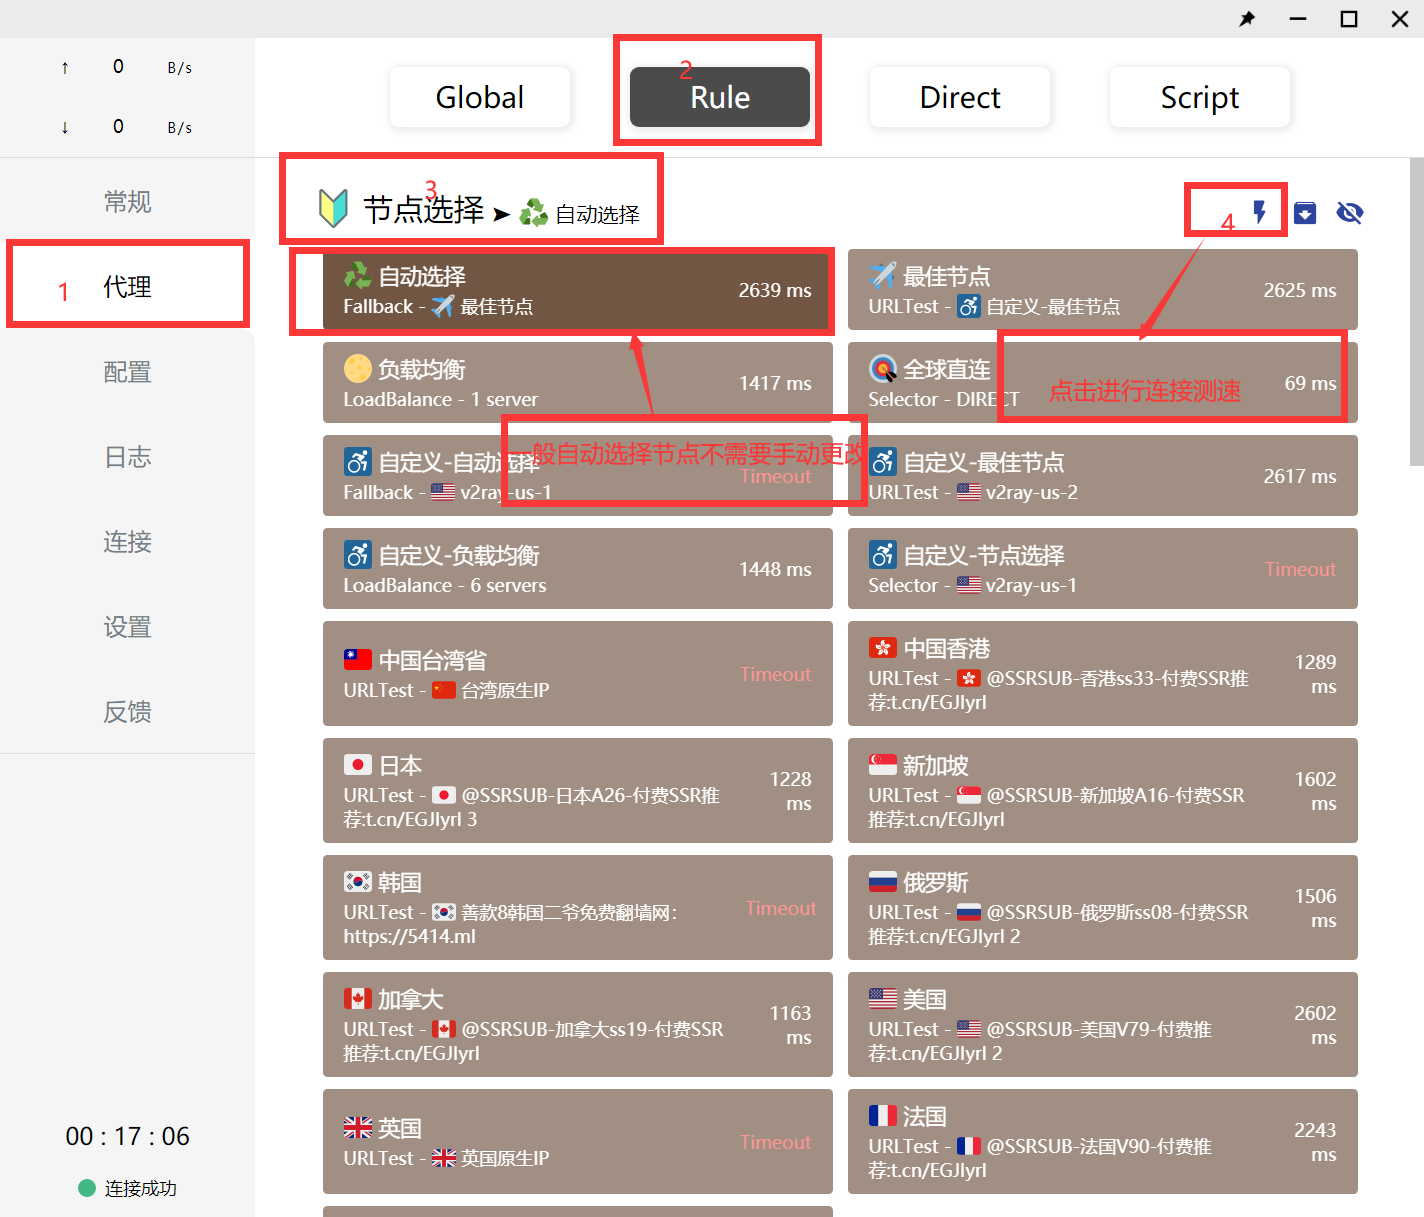 ↑ 0 B/s
↓ 0 B/s
常规
1 代理
配置
日志
连接
设置
反馈
00 : 17 : 06
连接成功
2
Global Rule Direct Script
3
节点选择 ➤ 自动选择
4
自动选择
Fallback - 最佳节点
2639 ms
最佳节点
URLTest - 自定义-最佳节点
2625 ms
负载均衡
LoadBalance - 1 server
1417 ms
全球直连
Selector - DIRECT
69 ms
点击进行连接测速
一般自动选择节点不需要手动更改
自定义-自动选择
Fallback - v2ray-us-1
Timeout
自定义-最佳节点
URLTest - v2ray-us-2
2617 ms
自定义-负载均衡
LoadBalance - 6 servers
1448 ms
自定义-节点选择
Selector - v2ray-us-1
Timeout
中国台湾省
URLTest - 台湾原生IP
Timeout
中国香港
URLTest - @SSRSUB-香港ss33-付费SSR推
荐:t.cn/EGJIyrl
1289
ms
日本
URLTest - @SSRSUB-日本A26-付费SSR推
荐:t.cn/EGJIyrl 3
1228
ms
新加坡
URLTest - @SSRSUB-新加坡A16-付费SSR
推荐:t.cn/EGJIyrl
1602
ms
韩国
URLTest - 善款8韩国二爷免费翻墙网:
https://5414.ml
Timeout
俄罗斯
URLTest - @SSRSUB-俄罗斯ss08-付费SSR
推荐:t.cn/EGJIyrl 2
1506
ms
加拿大
URLTest - @SSRSUB-加拿大ss19-付费SSR
推荐:t.cn/EGJIyrl
1163
ms
美国
URLTest - @SSRSUB-美国V79-付费推
荐:t.cn/EGJIyrl 2
2602
ms
英国
URLTest - 英国原生IP
Timeout
法国
URLTest - @SSRSUB-法国V90-付费推
荐:t.cn/EGJIyrl
2243
ms